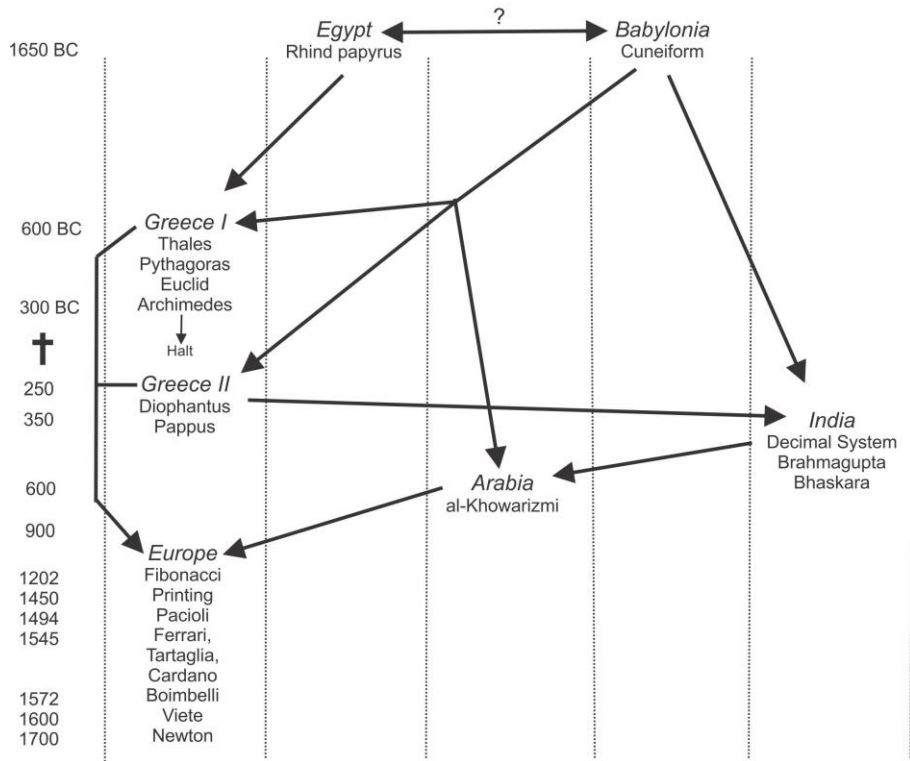 ?
Egypt
Babylonia
1650 BC
Rhind papyrus
Cuneiform
600 BC
Greece I
Thales
Pythagoras
Euclid
300 BC
Archimedes
Halt
250
Greece II
Diophantus
350
Pappus
India
Decimal System
Brahmagupta
Bhaskara
600
Arabia
al-Khowarizmi
900
Europe
1202
Fibonacci
1450
Printing
1494
Pacioli
1545
Ferrari,
Tartaglia,
Cardano
1572
Boimbelli
1600
Viete
1700
Newton